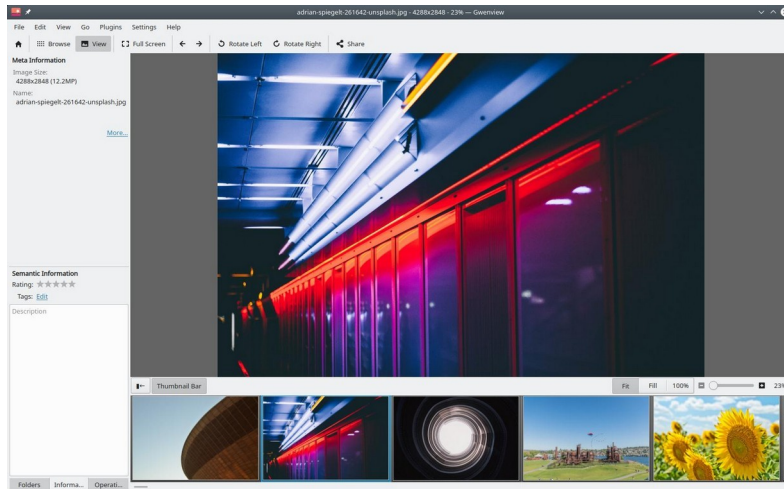 adrian-spiegelt-261642-unsplash.jpg - 4288x2848 - 23% — Gwenview
File Edit View Go Plugins Settings Help
Browse View Full Screen Rotate Left Rotate Right Share
Meta Information
Image Size:
4288x2848 (12.2MP)
Name:
adrian-spiegelt-261642-unsplash.jpg
More...
Semantic Information
Rating:
Tags: Edit
Description
Thumbnail Bar Fit Fill 100% 23%
Folders Informa... Operati...